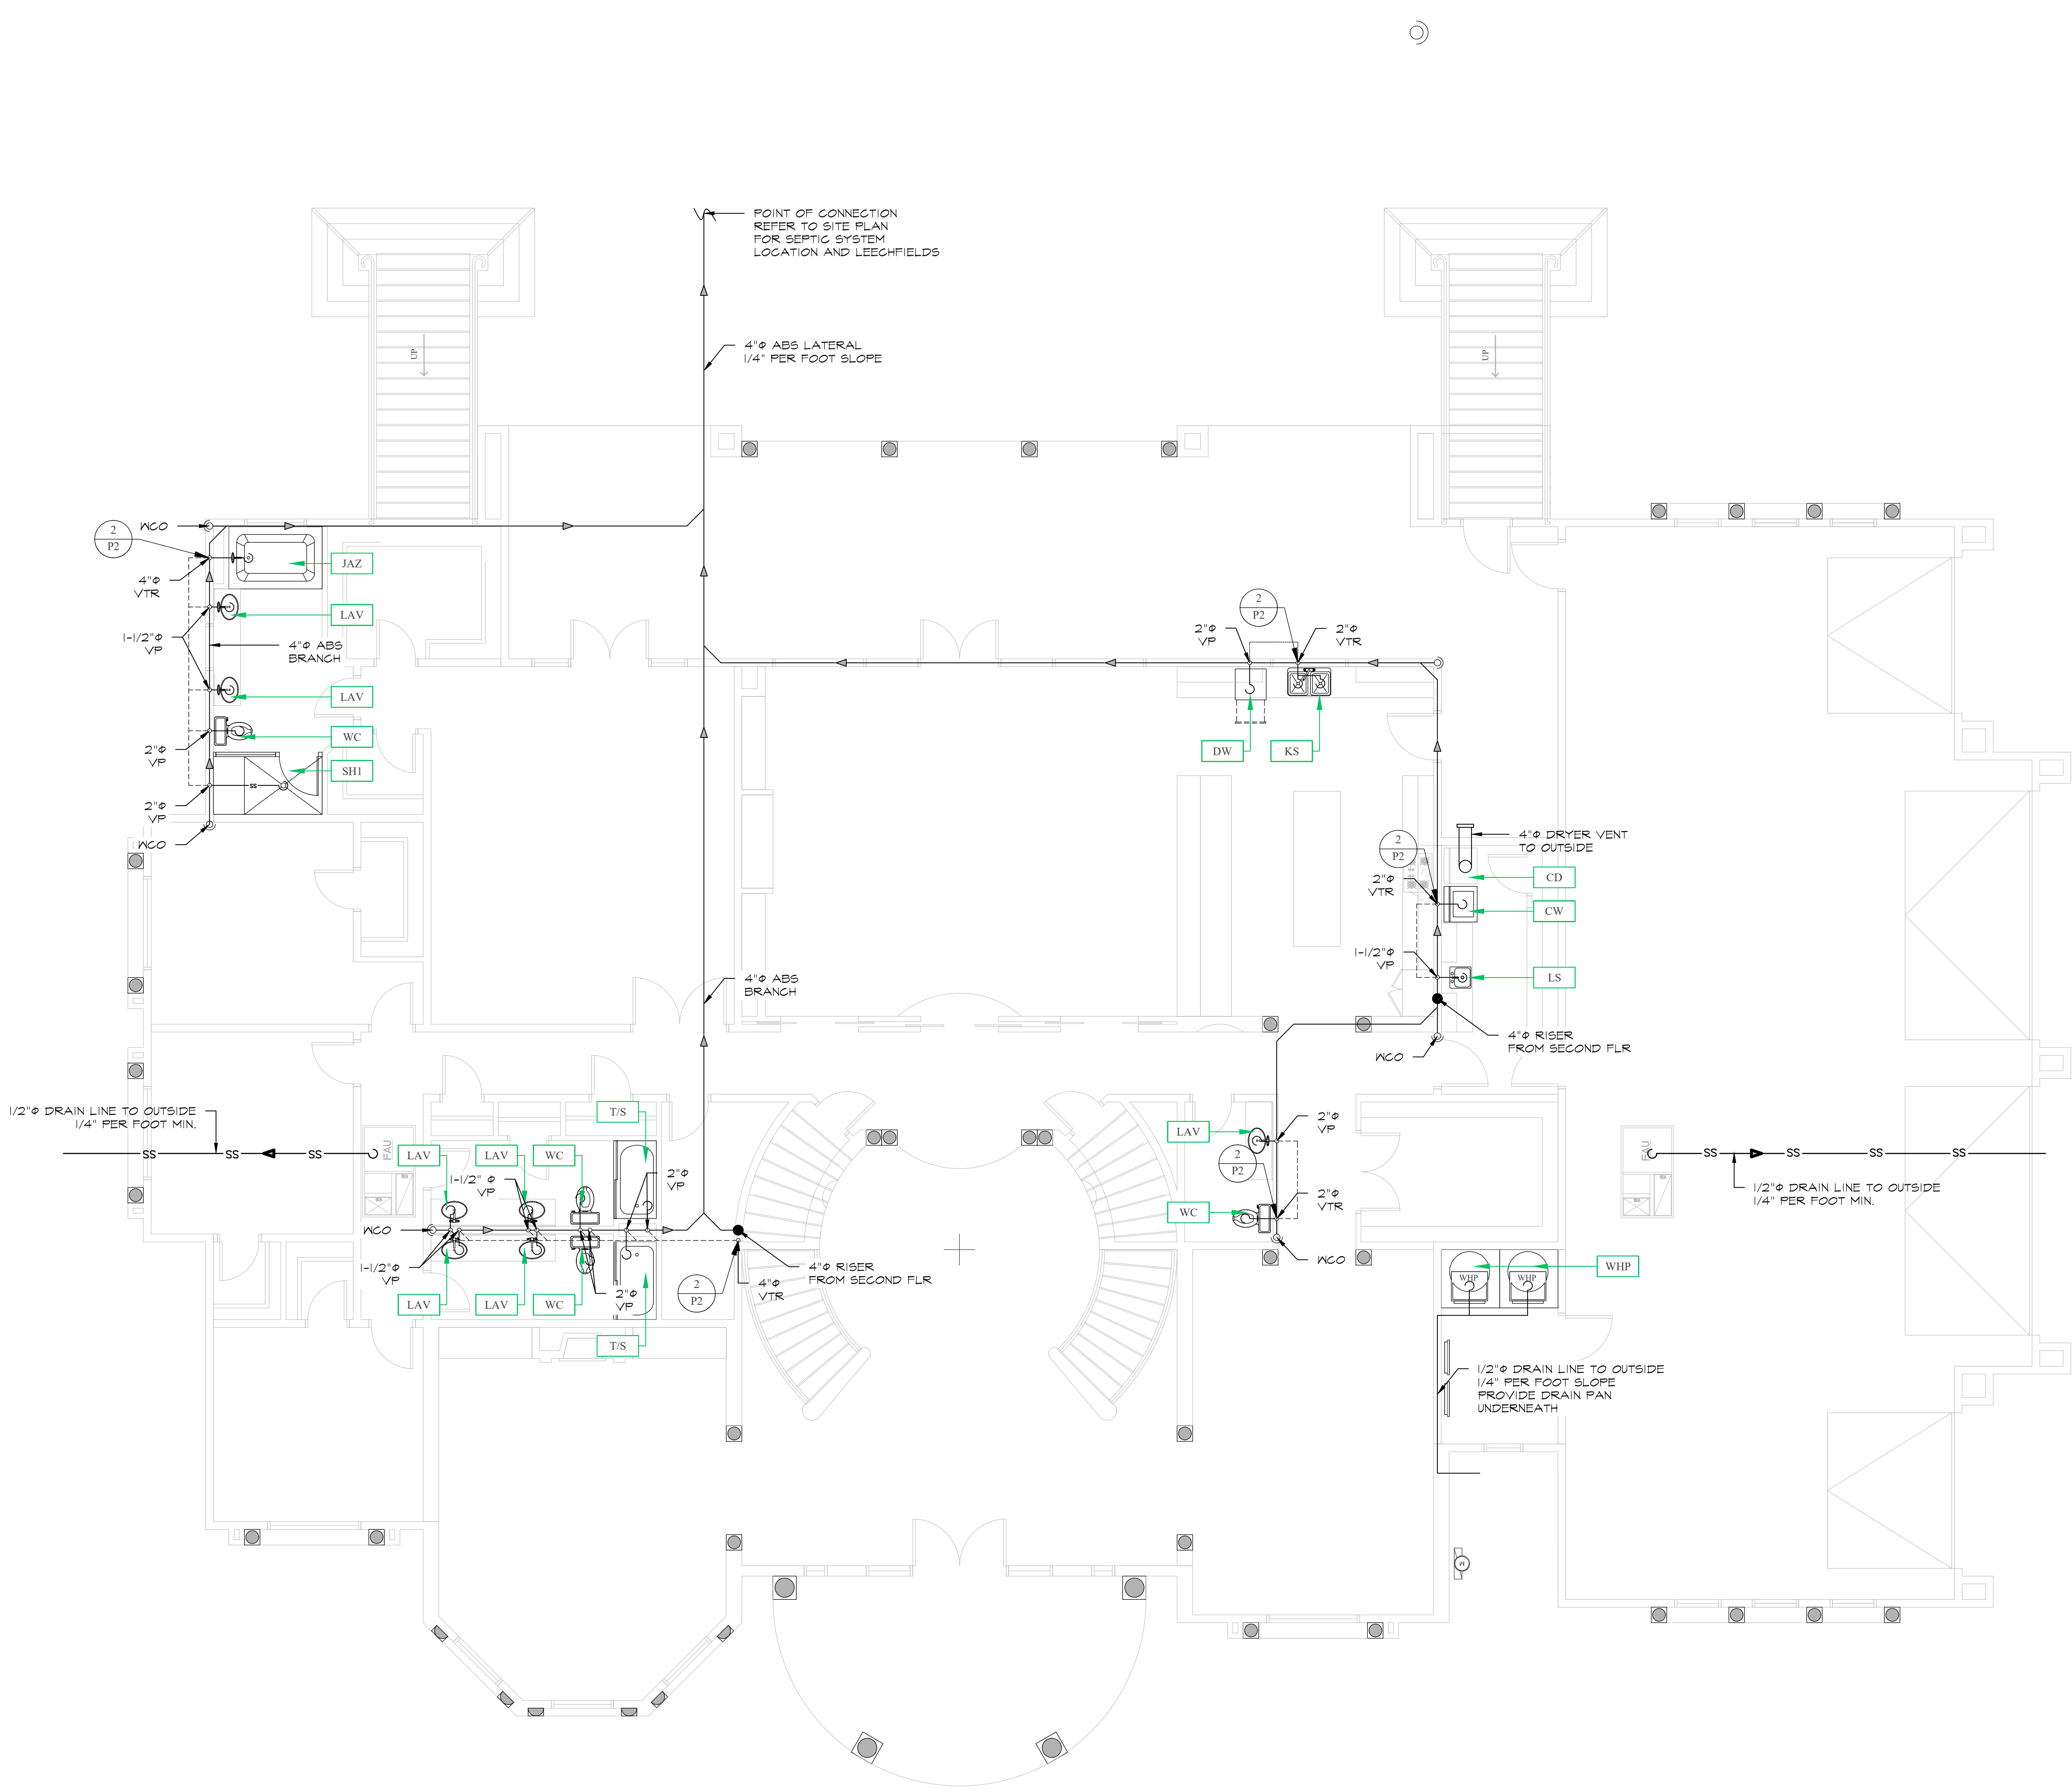 POINT OF CONNECTION
REFER TO SITE PLAN
FOR SEPTIC SYSTEM
LOCATION AND LEECHFIELDS
UP
4"Φ ABS LATERAL
1/4" PER FOOT SLOPE
UP
2
P2
WCO
JAZ
4"Φ
VTR
LAV
1-1/2"Φ
VP
4"Φ ABS
BRANCH
LAV
WC
2"Φ
VP
SH1
SS
2"Φ
VP
WCO
2
P2
2"Φ
VP
2"Φ
VTR
DW
KS
4"Φ DRYER VENT
TO OUTSIDE
2
P2
2"Φ
VTR
CD
CW
1-1/2"Φ
VP
LS
4"Φ ABS
BRANCH
4"Φ RISER
FROM SECOND FLR
WCO
1/2"Φ DRAIN LINE TO OUTSIDE
1/4" PER FOOT MIN.
SS
SS
SS
FAU
T/S
LAV
LAV
WC
1-1/2" Φ
VP
2"Φ
VP
WCO
1-1/2"Φ
VP
LAV
LAV
WC
2"Φ
VP
T/S
2
P2
4"Φ
VTR
4"Φ RISER
FROM SECOND FLR
LAV
2"Φ
VP
2
P2
2"Φ
VTR
WC
WCO
FAU
SS
SS
SS
SS
1/2"Φ DRAIN LINE TO OUTSIDE
1/4" PER FOOT MIN.
WHP
WHP
WHP
1/2"Φ DRAIN LINE TO OUTSIDE
1/4" PER FOOT SLOPE
PROVIDE DRAIN PAN
UNDERNEATH
M